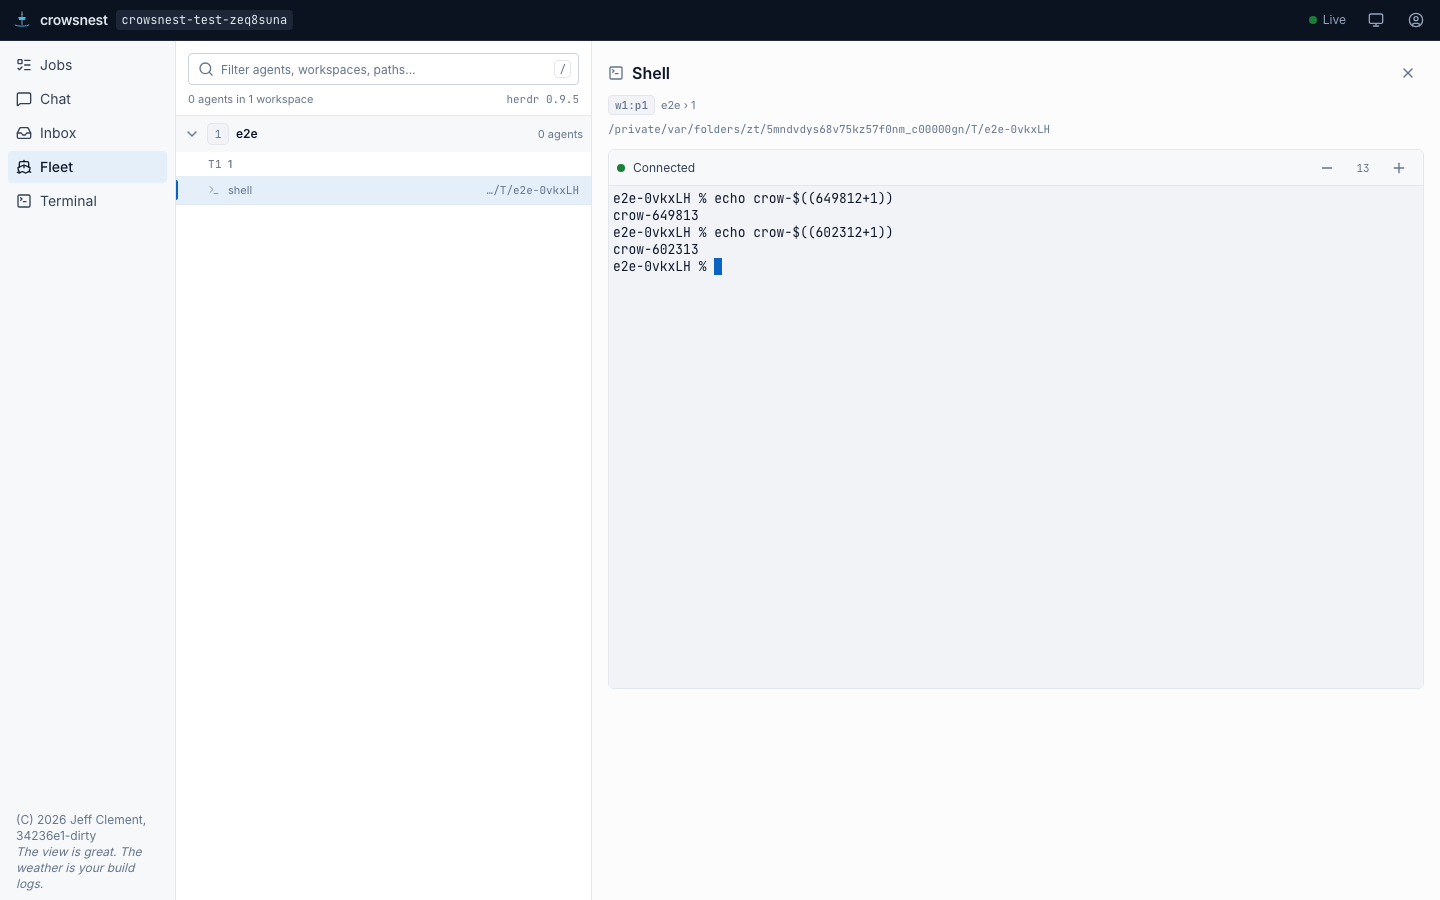 crowsnest crowsnest-test-zeq8suna
Live
Jobs
Chat
Inbox
Fleet
Terminal
(C) 2026 Jeff Clement,
34236e1-dirty
The view is great. The
weather is your build
logs.
Filter agents, workspaces, paths...
/
0 agents in 1 workspace
herdr 0.9.5
1 e2e
0 agents
T1 1
>_ shell
…/T/e2e-0vkxLH
Shell
w1:p1 e2e › 1
/private/var/folders/zt/5mndvdys68v75kz57f0nm_c00000gn/T/e2e-0vkxLH
Connected
13
e2e-0vkxLH % echo crow-$((649812+1))
crow-649813
e2e-0vkxLH % echo crow-$((602312+1))
crow-602313
e2e-0vkxLH %